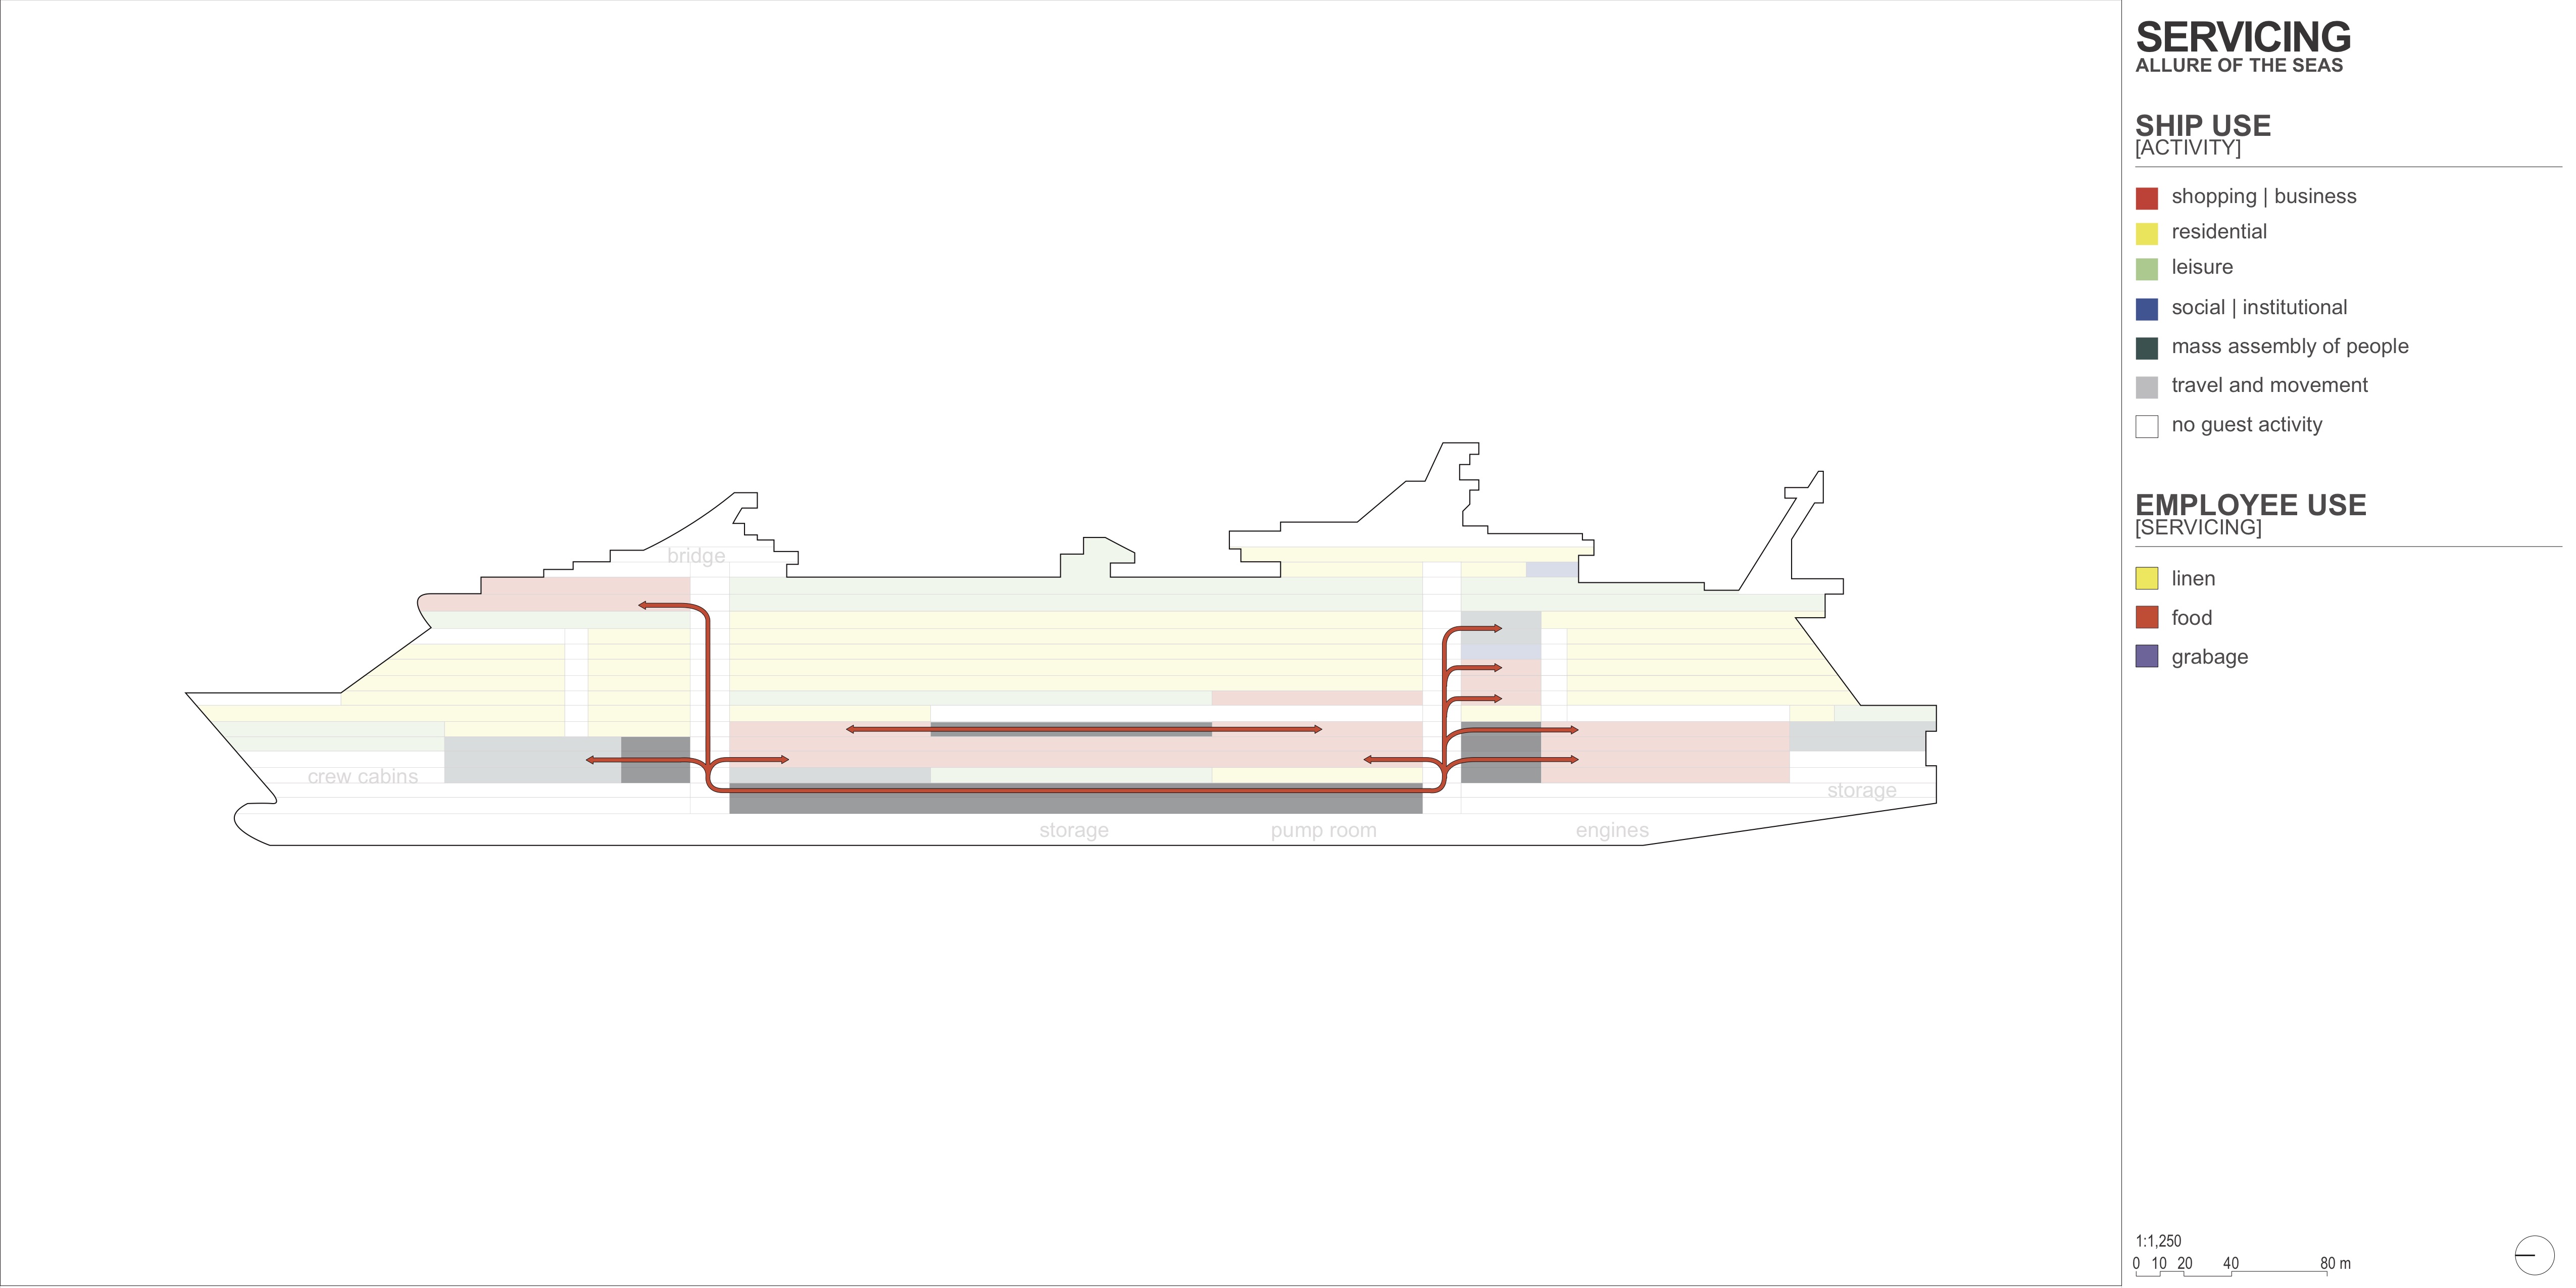 SERVICING
ALLURE OF THE SEAS
SHIP USE
[ACTIVITY]
shopping | business
residential
leisure
social | institutional
mass assembly of people
travel and movement
no guest activity
EMPLOYEE USE
[SERVICING]
linen
food
grabage
bridge
crew cabins
storage
storage
pump room
engines
1:1,250
0 10 20 40 80 m